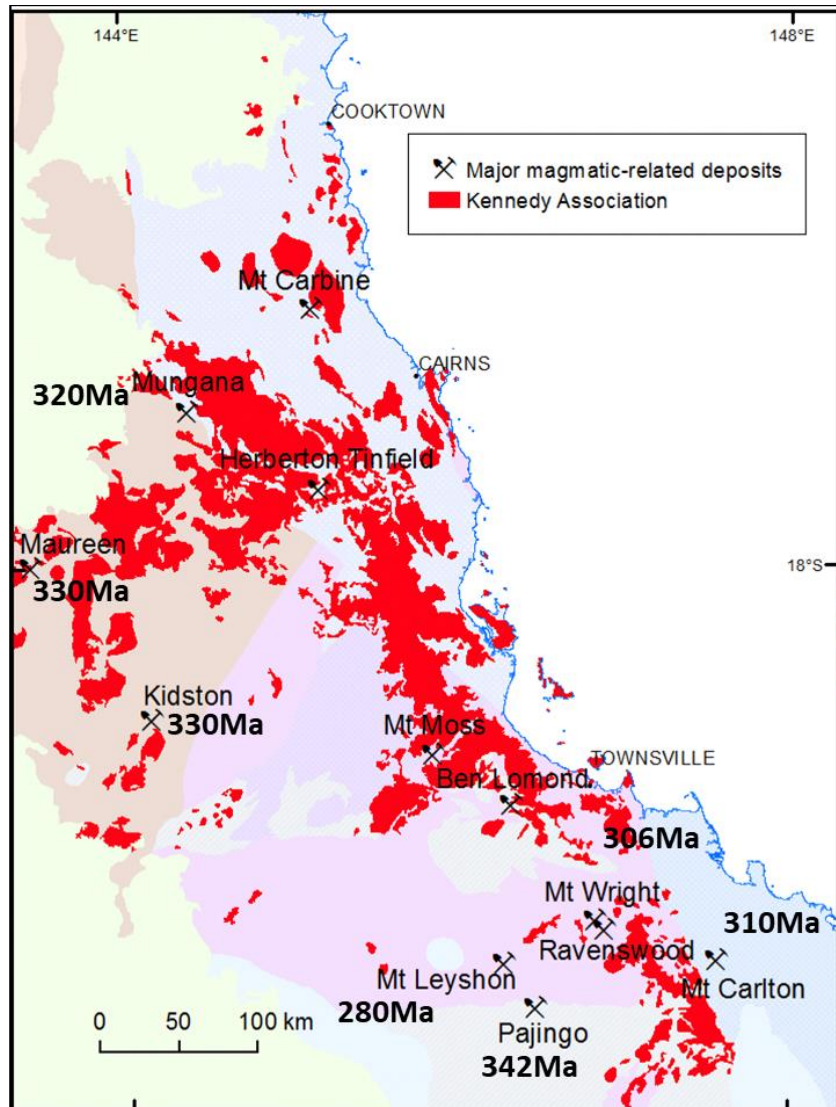 144°E
148°E
COOKTOWN
Major magmatic-related deposits
Kennedy Association
Mt Carbine
CAIRNS
320Ma
Mungana
Herberton Tinfield
Maureen
330Ma
18°S
Kidston
330Ma
Mt Moss
TOWNSVILLE
Ben Lomond
306Ma
Mt Wright
310Ma
Ravenswood
Mt Leyshon
Mt Carlton
280Ma
Pajingo
0 50 100 km
342Ma